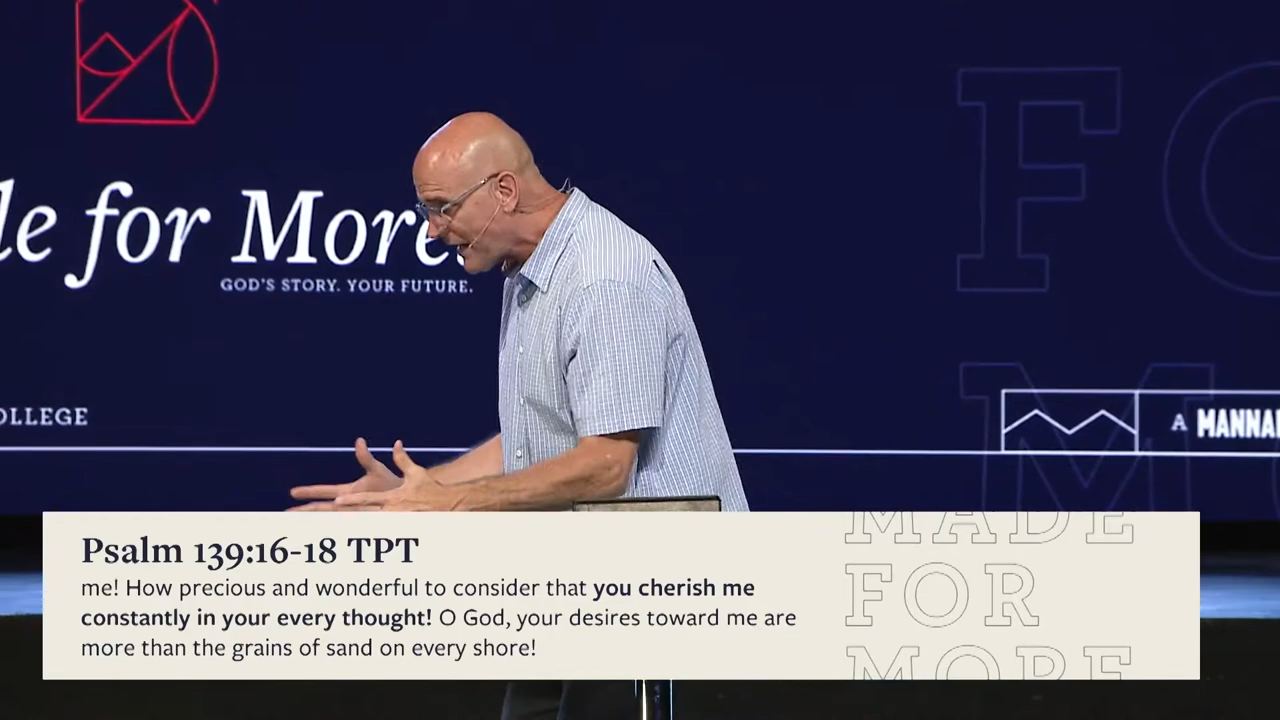 le for More.
GOD'S STORY. YOUR FUTURE.
OLLEGE
FO
M
A MANNA
Psalm 139:16-18 TPT
me! How precious and wonderful to consider that you cherish me
constantly in your every thought! O God, your desires toward me are
more than the grains of sand on every shore!
MADE
FOR
MORE